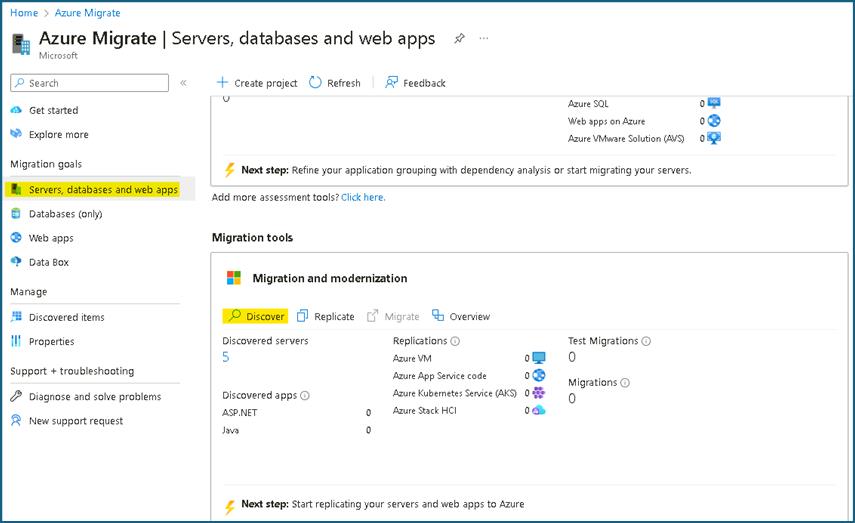 Home > Azure Migrate
Azure Migrate | Servers, databases and web apps ...
Microsoft
Search
«
Create project
Refresh
Feedback
Get started
Explore more
Migration goals
Servers, databases and web apps
Databases (only)
Web apps
Data Box
Manage
Discovered items
Properties
Support + troubleshooting
Diagnose and solve problems
New support request
0
Azure SQL 0
Web apps on Azure 0
Azure VMware Solution (AVS) 0
Next step: Refine your application grouping with dependency analysis or start migrating your servers.
Add more assessment tools? Click here.
Migration tools
Migration and modernization
Discover
Replicate
Migrate
Overview
Discovered servers
5
Discovered apps
ASP.NET 0
Java 0
Replications
Azure VM 0
Azure App Service code 0
Azure Kubernetes Service (AKS) 0
Azure Stack HCI 0
Test Migrations
0
Migrations
0
Next step: Start replicating your servers and web apps to Azure